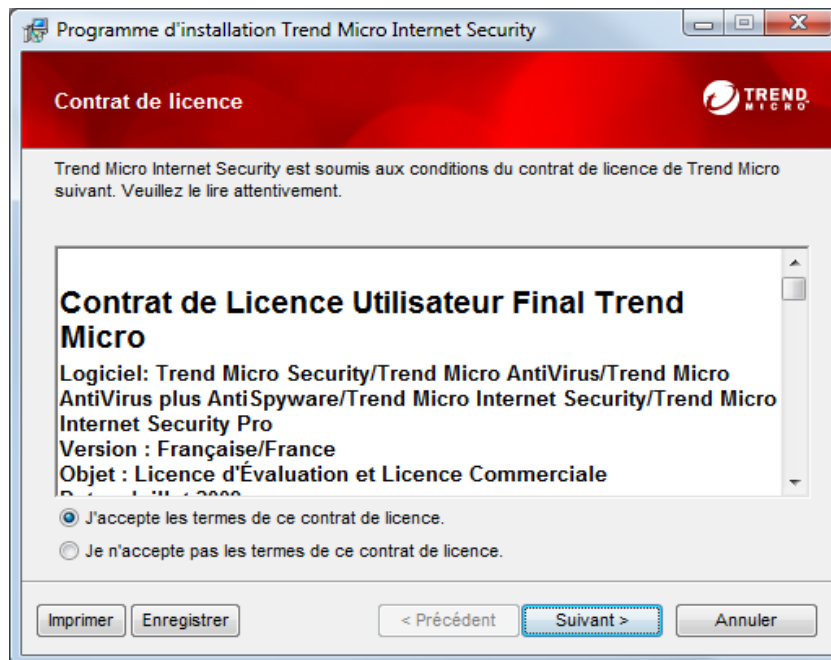 Programme d'installation Trend Micro Internet Security
Contrat de licence
TREND
MICRO
Trend Micro Internet Security est soumis aux conditions du contrat de licence de Trend Micro
suivant. Veuillez le lire attentivement.
Contrat de Licence Utilisateur Final Trend
Micro
Logiciel: Trend Micro Security/Trend Micro AntiVirus/Trend Micro
AntiVirus plus AntiSpyware/Trend Micro Internet Security/Trend Micro
Internet Security Pro
Version : Française/France
Objet : Licence d'Évaluation et Licence Commerciale
J'accepte les termes de ce contrat de licence.
Je n'accepte pas les termes de ce contrat de licence.
Imprimer
Enregistrer
< Précédent
Suivant >
Annuler